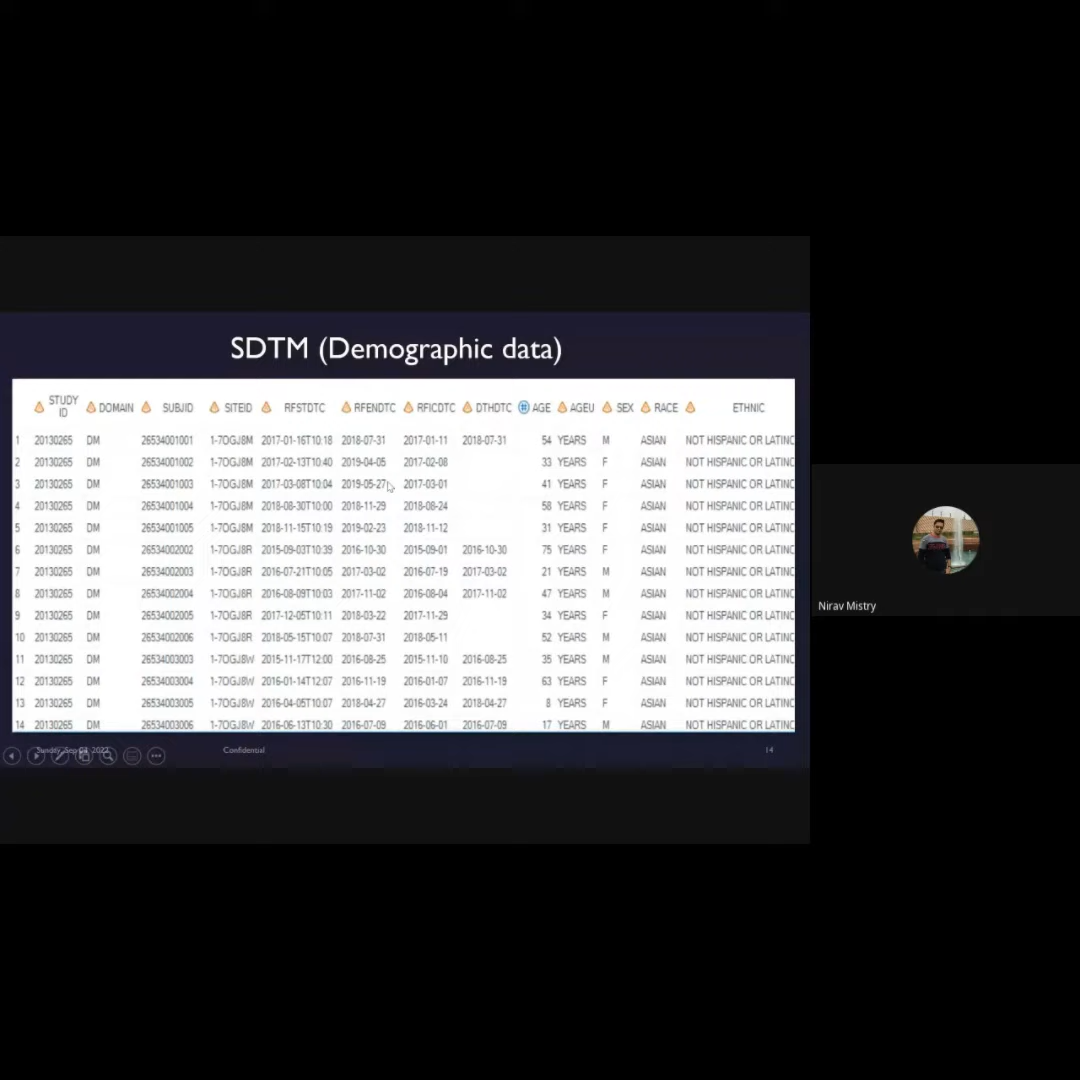 SDTM (Demographic data)
STUDY ID DOMAIN SUBJID SITEID RFSTDTC RFENDTC RFICDTC DTHDTC AGE AGEU SEX RACE ETHNIC
1 20130265 DM 26534001001 1-7OGJ8M 2017-01-16T10:18 2018-07-31 2017-01-11 2018-07-31 54 YEARS M ASIAN NOT HISPANIC OR LATINO
2 20130265 DM 26534001002 1-7OGJ8M 2017-02-13T10:40 2019-04-05 2017-02-08 33 YEARS F ASIAN NOT HISPANIC OR LATINO
3 20130265 DM 26534001003 1-7OGJ8M 2017-03-08T10:04 2019-05-27 2017-03-01 41 YEARS F ASIAN NOT HISPANIC OR LATINO
4 20130265 DM 26534001004 1-7OGJ8M 2018-08-30T10:00 2018-11-29 2018-08-24 58 YEARS F ASIAN NOT HISPANIC OR LATINO
5 20130265 DM 26534001005 1-7OGJ8M 2018-11-15T10:19 2019-02-23 2018-11-12 31 YEARS F ASIAN NOT HISPANIC OR LATINO
6 20130265 DM 26534002002 1-7OGJ8R 2015-09-03T10:39 2016-10-30 2015-09-01 2016-10-30 75 YEARS F ASIAN NOT HISPANIC OR LATINO
7 20130265 DM 26534002003 1-7OGJ8R 2016-07-21T10:05 2017-03-02 2016-07-19 2017-03-02 21 YEARS M ASIAN NOT HISPANIC OR LATINO
8 20130265 DM 26534002004 1-7OGJ8R 2016-08-09T10:03 2017-11-02 2016-08-04 2017-11-02 47 YEARS M ASIAN NOT HISPANIC OR LATINO
9 20130265 DM 26534002005 1-7OGJ8R 2017-12-05T10:11 2018-03-22 2017-11-29 34 YEARS F ASIAN NOT HISPANIC OR LATINO
10 20130265 DM 26534002006 1-7OGJ8R 2018-05-15T10:07 2018-07-31 2018-05-11 52 YEARS M ASIAN NOT HISPANIC OR LATINO
11 20130265 DM 26534003003 1-7OGJ8W 2015-11-17T12:00 2016-08-25 2015-11-10 2016-08-25 35 YEARS M ASIAN NOT HISPANIC OR LATINO
12 20130265 DM 26534003004 1-7OGJ8W 2016-01-14T12:07 2016-11-19 2016-01-07 2016-11-19 63 YEARS F ASIAN NOT HISPANIC OR LATINO
13 20130265 DM 26534003005 1-7OGJ8W 2016-04-05T10:07 2018-04-27 2016-03-24 2018-04-27 8 YEARS F ASIAN NOT HISPANIC OR LATINO
14 20130265 DM 26534003006 1-7OGJ8W 2016-06-13T10:30 2016-07-09 2016-06-01 2016-07-09 17 YEARS M ASIAN NOT HISPANIC OR LATINO
Sunday, Confidential 14
Nirav Mistry